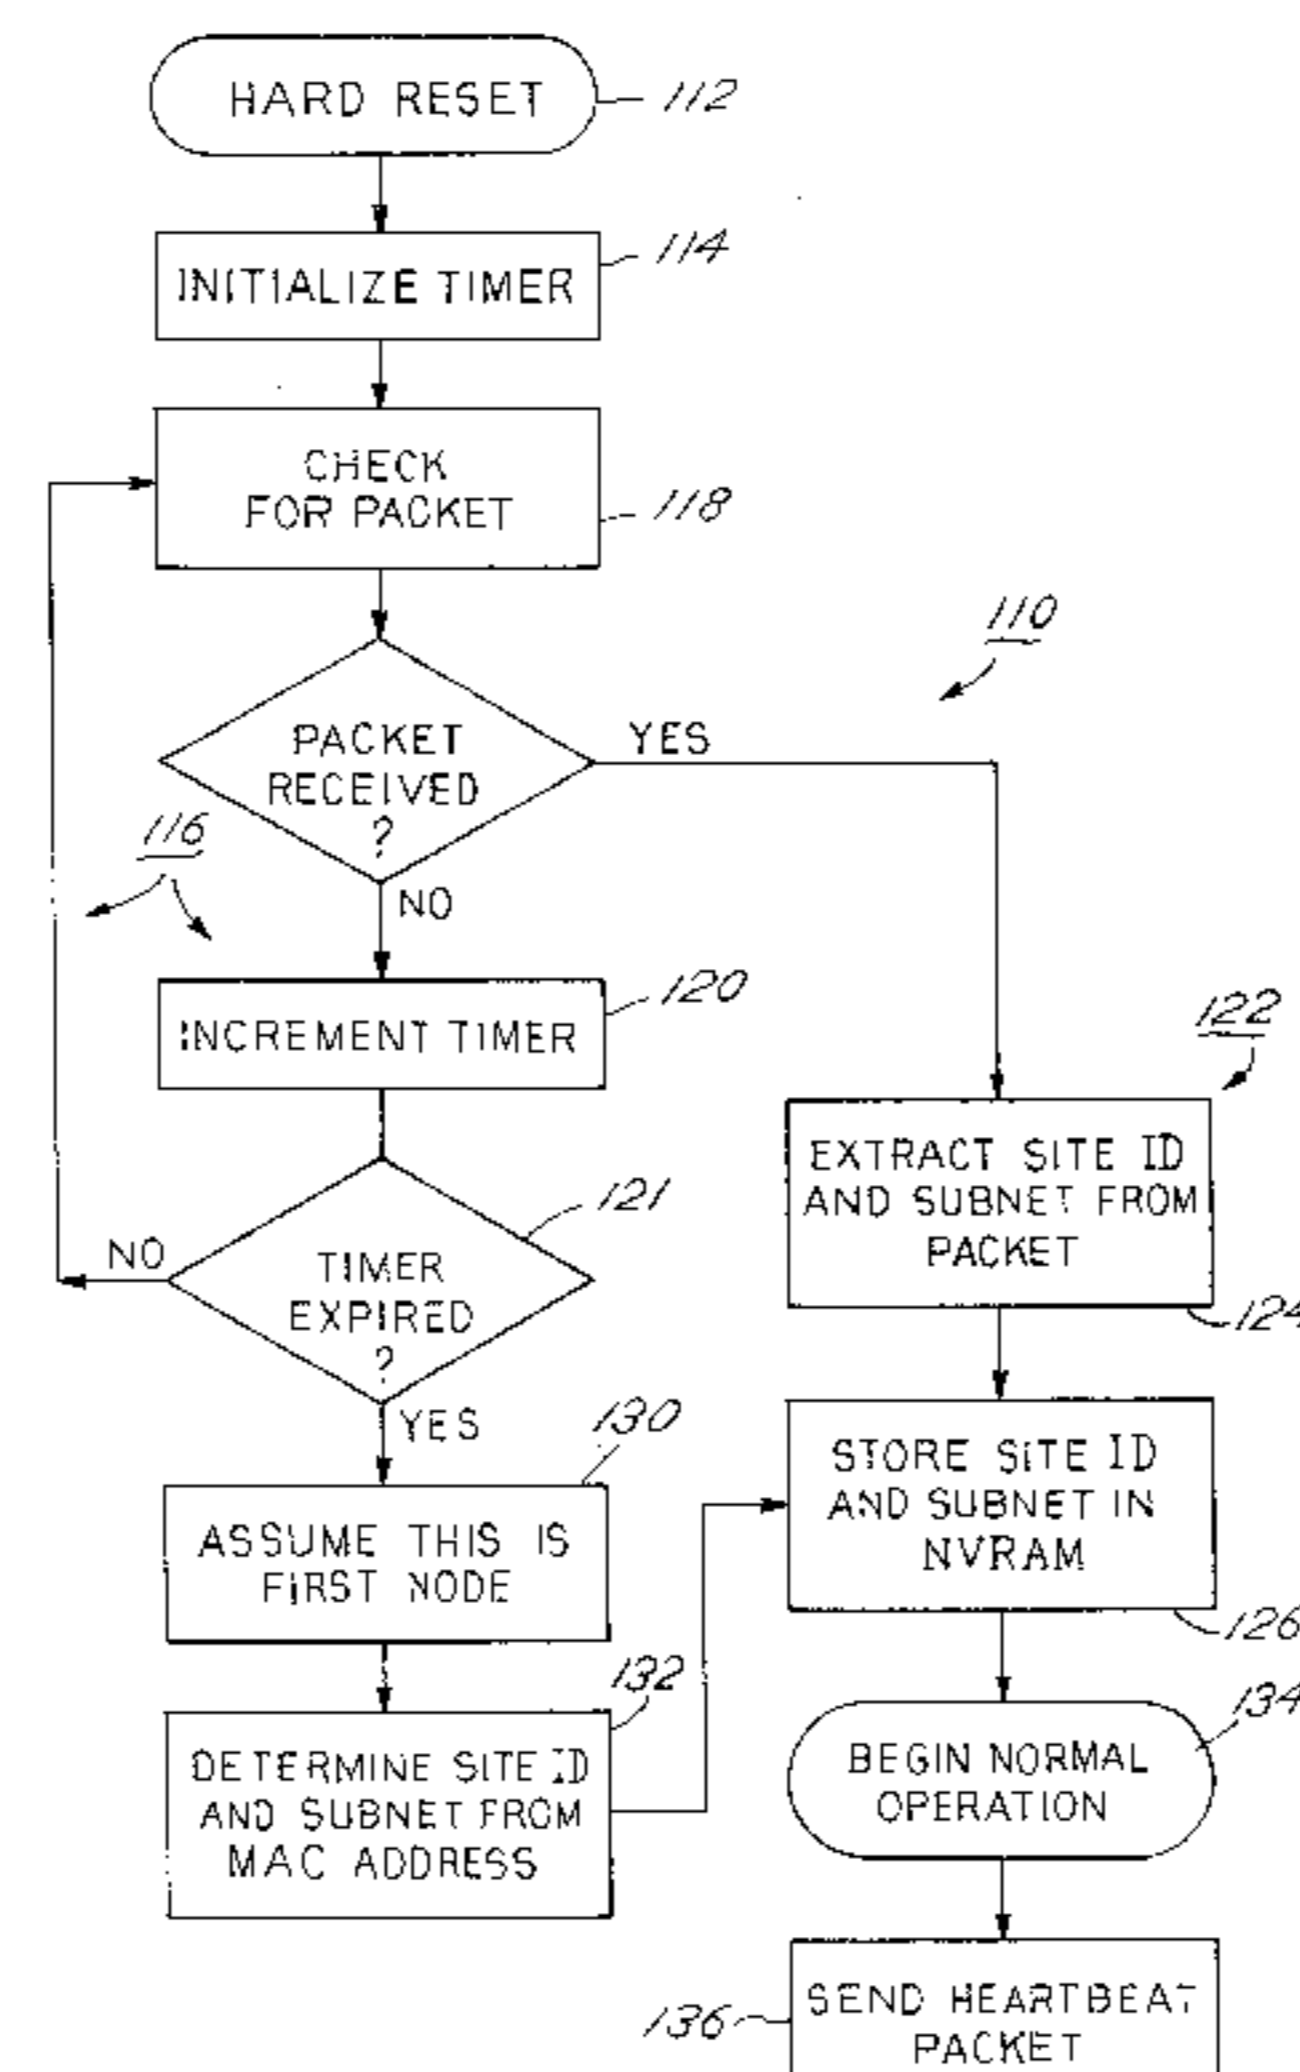 HARD RESET
112
INITIALIZE TIMER
114
CHECK
FOR PACKET
118
110
PACKET
RECEIVED
?
YES
NO
116
INCREMENT TIMER
120
122
TIMER
EXPIRED
?
121
NO
YES
EXTRACT SITE ID
AND SUBNET FROM
PACKET
124
ASSUME THIS IS
FIRST NODE
130
STORE SITE ID
AND SUBNET IN
NVRAM
126
DETERMINE SITE ID
AND SUBNET FROM
MAC ADDRESS
132
BEGIN NORMAL
OPERATION
134
SEND HEARTBEAT
PACKET
136